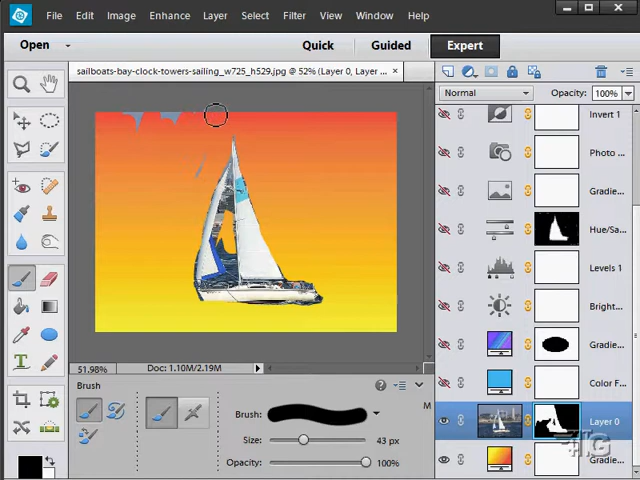 File Edit Image Enhance Layer Select Filter View Window Help
Open Quick Guided Expert
sailboats-bay-clock-towers-sailing_w725_h529.jpg @ 52% (Layer 0, Layer ... ×
Normal Opacity: 100%
Invert 1
Photo ...
Gradie...
Hue/Sa...
Levels 1
Bright...
Gradie...
Color F...
Layer 0
Gradie...
51.98% Doc: 1.10M/2.19M
Brush
M
Brush:
Size: 43 px
Opacity: 100%